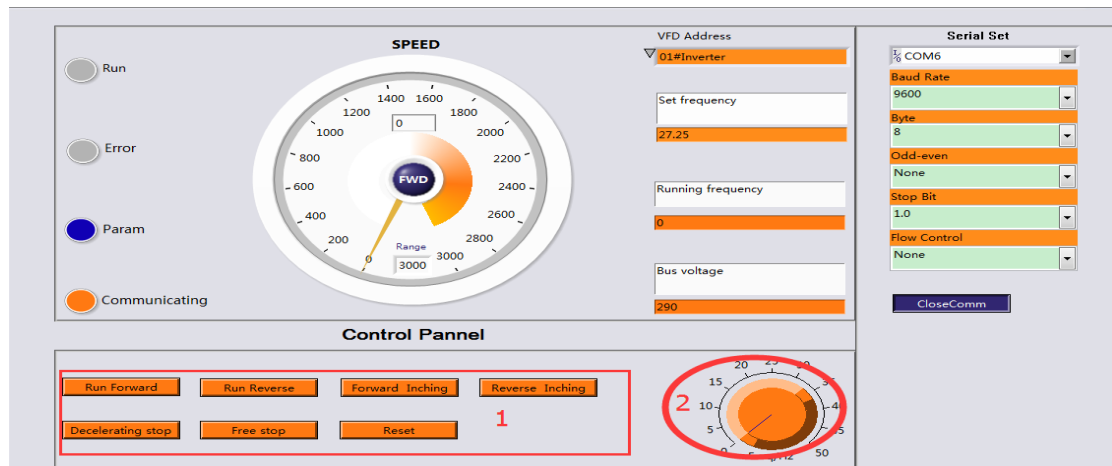 SPEED
VFD Address
Serial Set
Run
01#Inverter
COM6
Baud Rate
9600
Set frequency
27.25
Byte
8
Error
Odd-even
None
Running frequency
0
Stop Bit
1.0
Param
Flow Control
None
0
200
400
600
800
1000
1200
1400
1600
1800
2000
2200
2400
2600
2800
3000
0
FWD
Range
3000
Bus voltage
290
Communicating
CloseComm
Control Pannel
Run Forward
Run Reverse
Forward Inching
Reverse Inching
Decelerating stop
Free stop
Reset
1
2
5
10
15
20
50